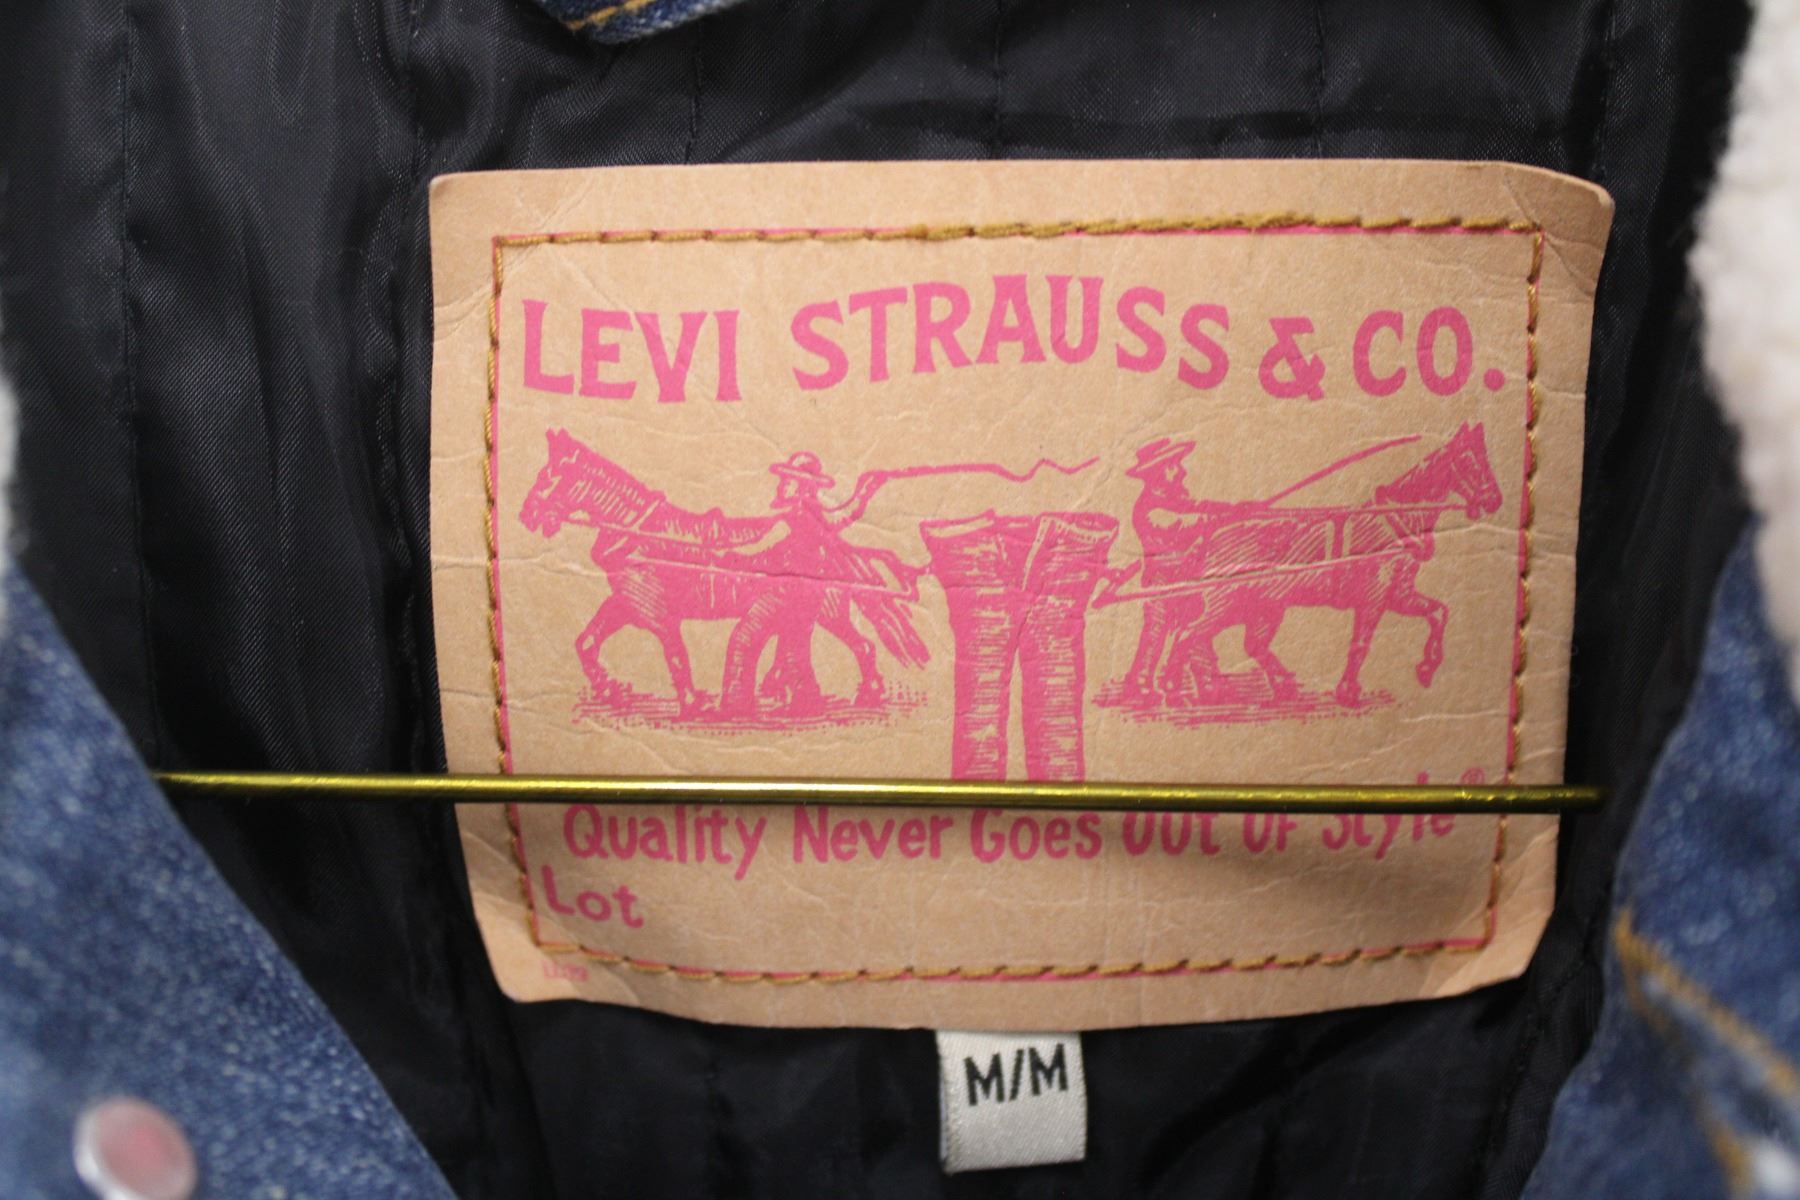 LEVI STRAUSS & CO.
Quality Never Goes Out OF Style®
Lot
M/M